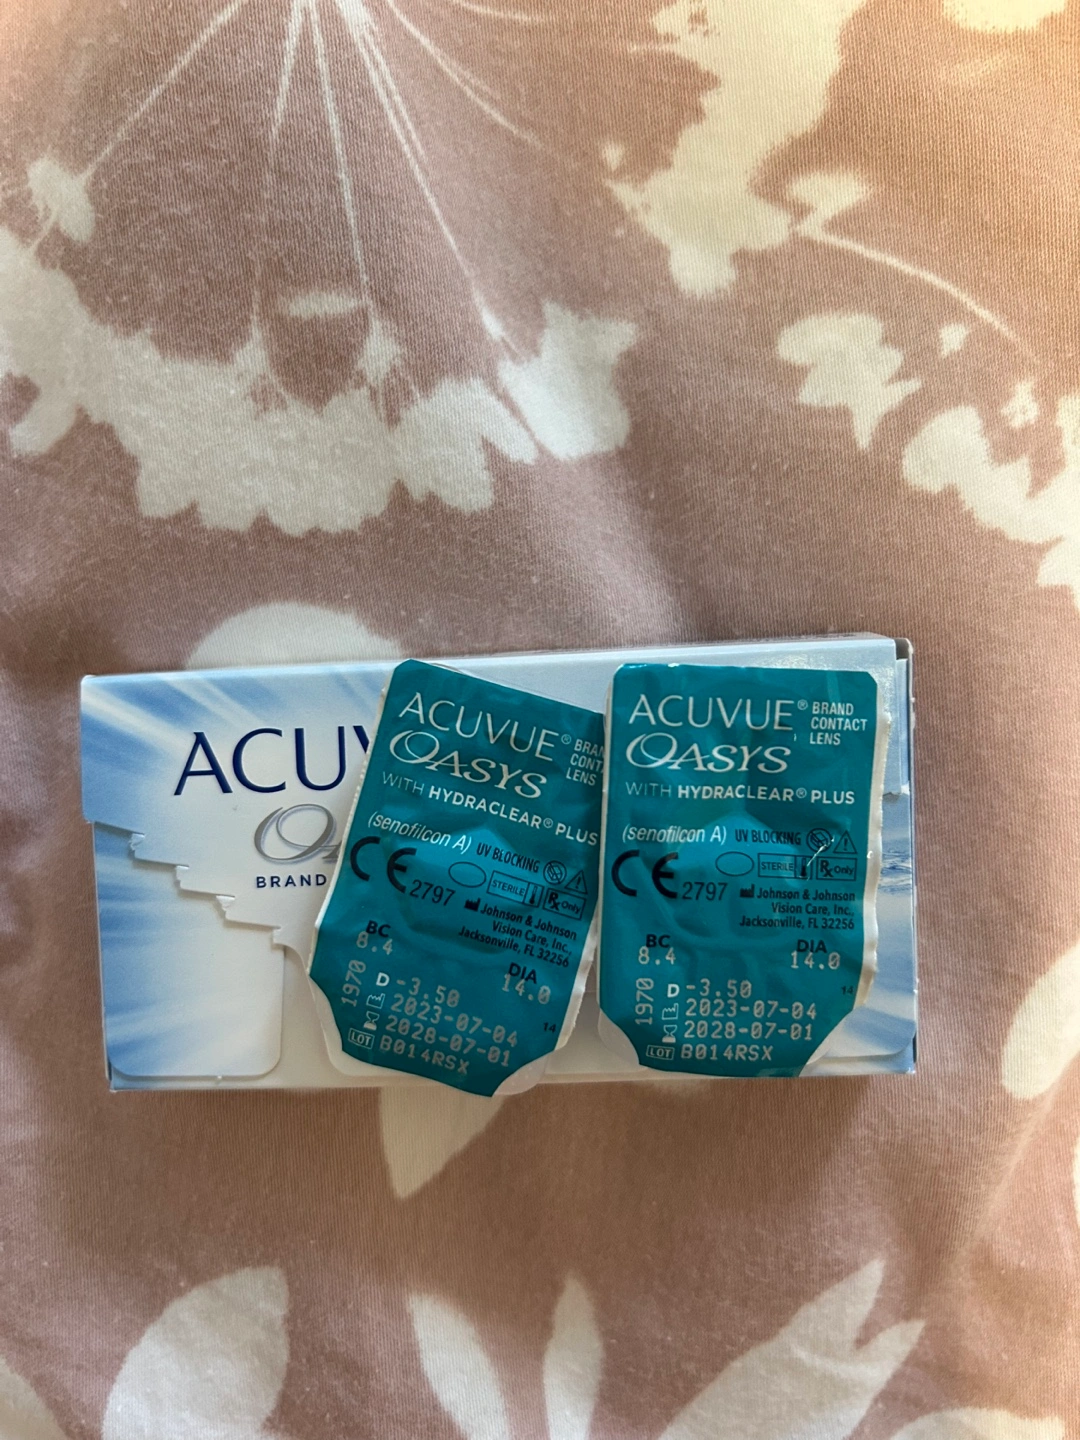 ACUV
OA
BRAND
ACUVUE® BRAN
CONT
LENS
OASYS
WITH HYDRACLEAR® PLUS
(senofilcon A) UV BLOCKING
CE 2797
STERILE
Rx Only
Johnson & Johnson
Vision Care, Inc.,
Jacksonville, FL 32256
BC
8.4
DIA
14.0
1970
D -3.50
2023-07-04
14
2028-07-01
LOT B014RSX
ACUVUE® BRAND
CONTACT
LENS
OASYS
WITH HYDRACLEAR® PLUS
(senofilcon A) UV BLOCKING
CE 2797
STERILE
Rx Only
Johnson & Johnson
Vision Care, Inc.,
Jacksonville, FL 32256
BC
8.4
DIA
14.0
1970
D -3.50
14
2023-07-04
2028-07-01
LOT B014RSX